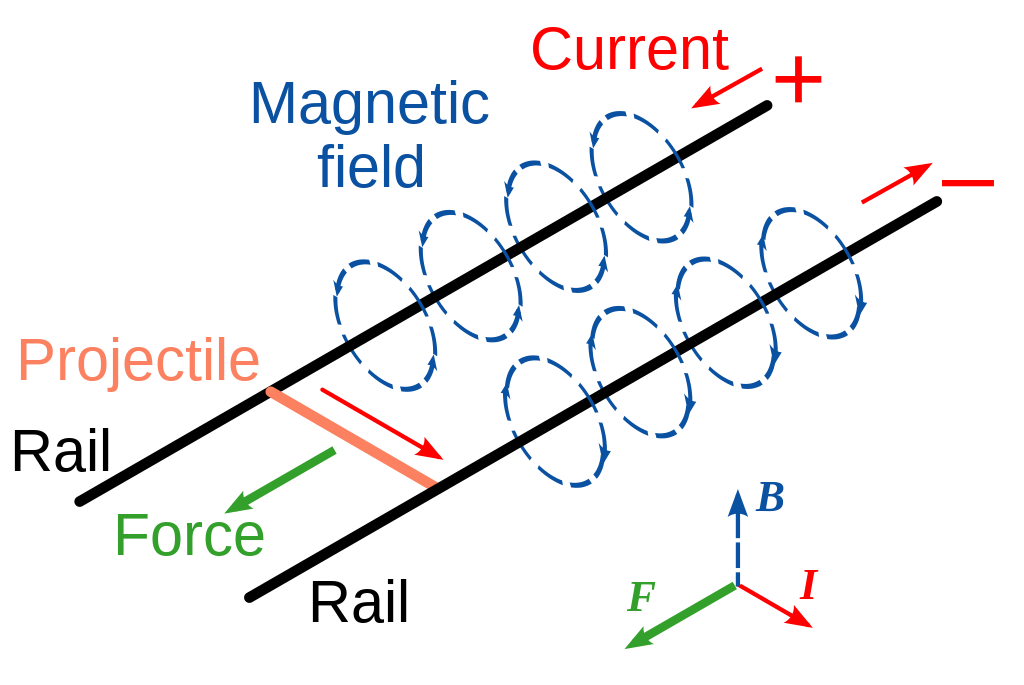 Current
+
Magnetic
field
−
Projectile
Rail
Force
Rail
B
I
F